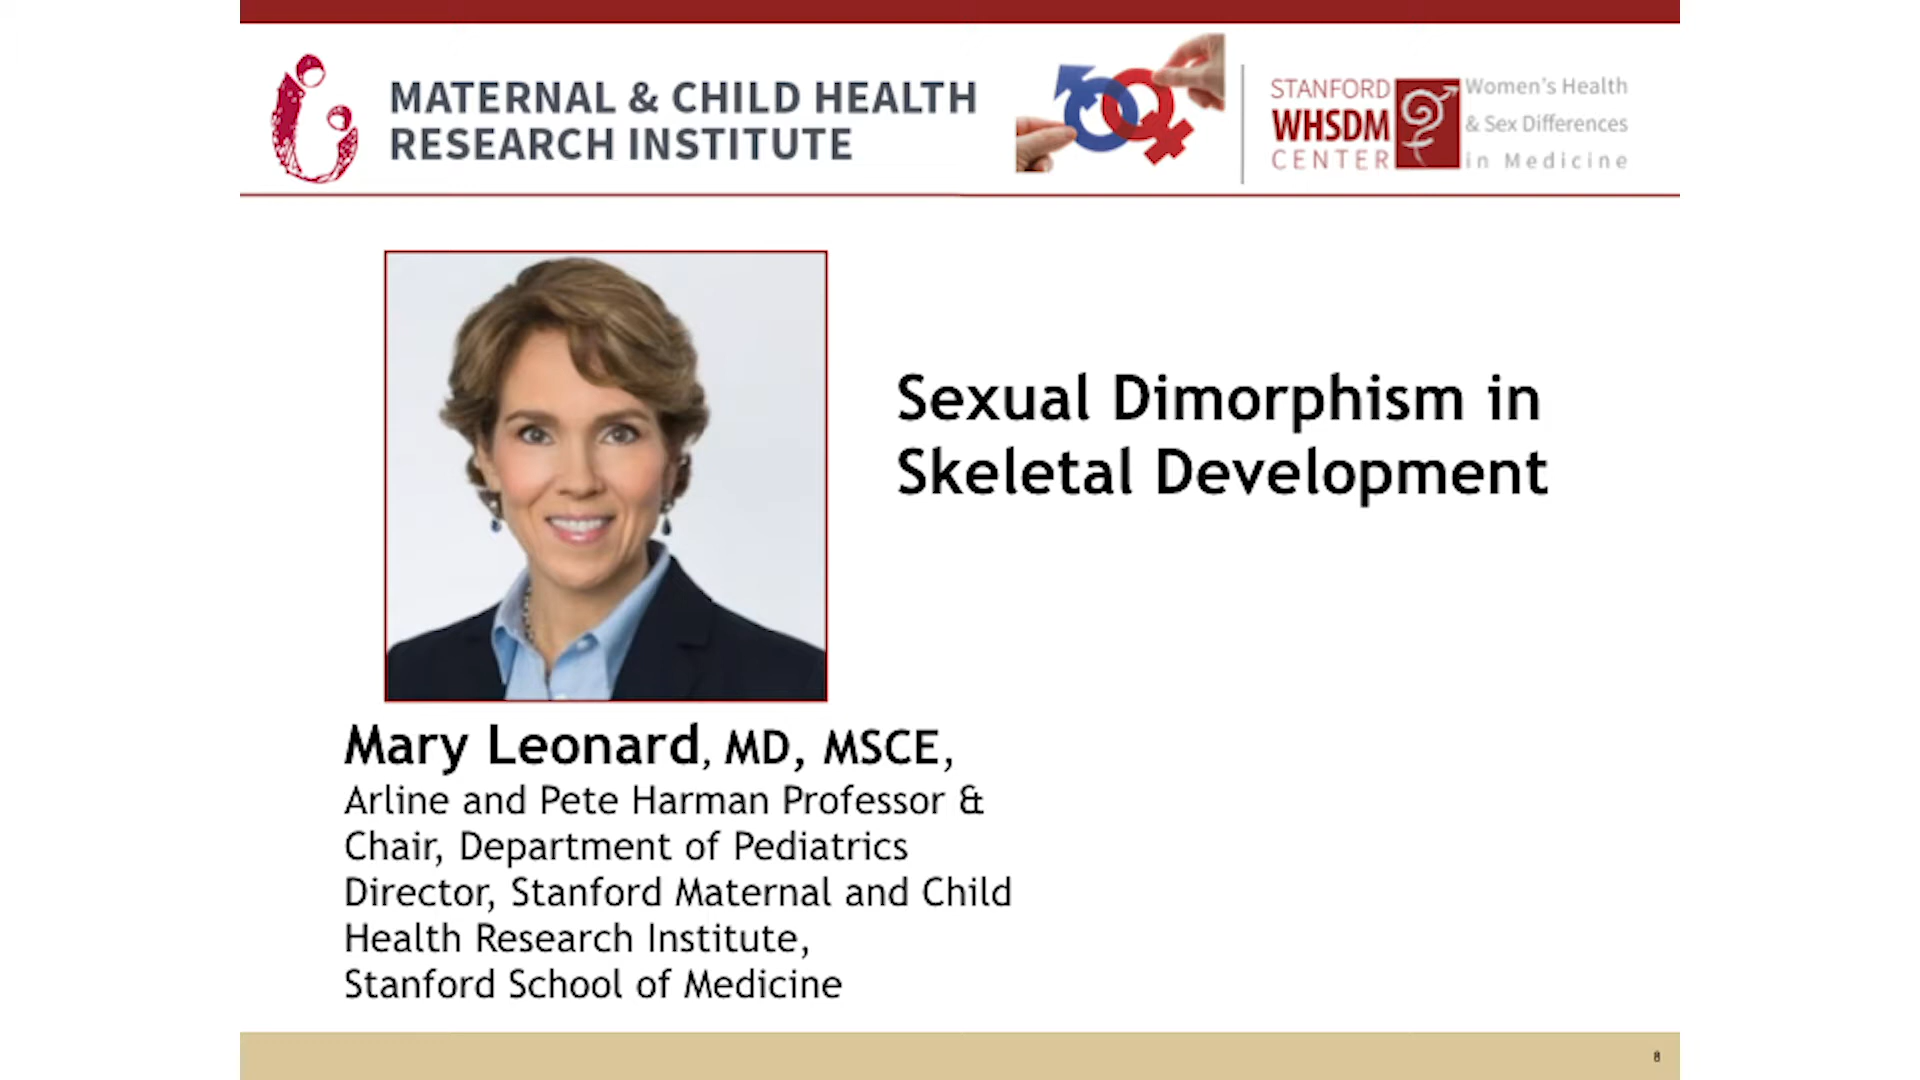 MATERNAL & CHILD HEALTH
RESEARCH INSTITUTE
STANFORD
WHSDM
CENTER
Women's Health
& Sex Differences
in Medicine
Sexual Dimorphism in
Skeletal Development
Mary Leonard, MD, MSCE,
Arline and Pete Harman Professor &
Chair, Department of Pediatrics
Director, Stanford Maternal and Child
Health Research Institute,
Stanford School of Medicine
8